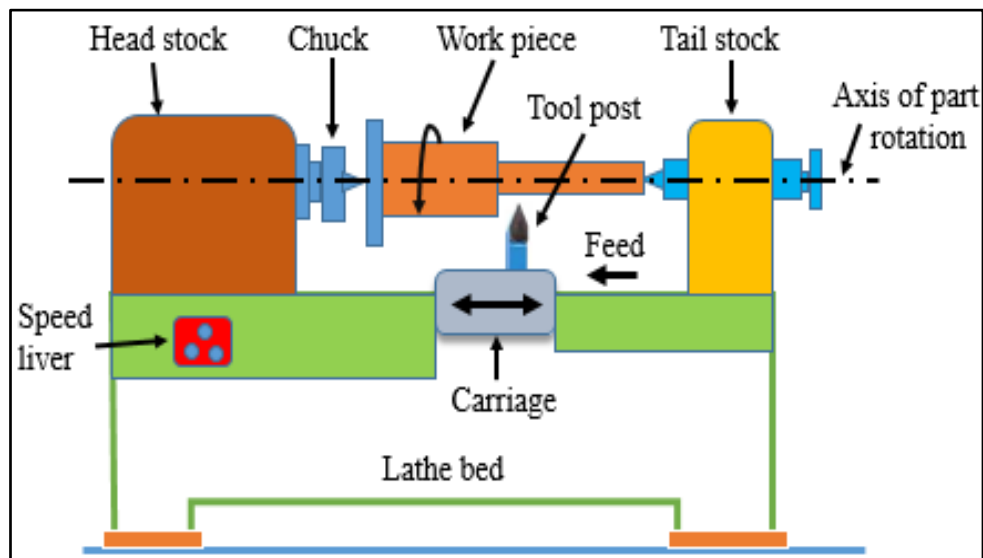 Head stock
Chuck
Work piece
Tail stock
Tool post
Axis of part
rotation
Feed
Speed
liver
Carriage
Lathe bed